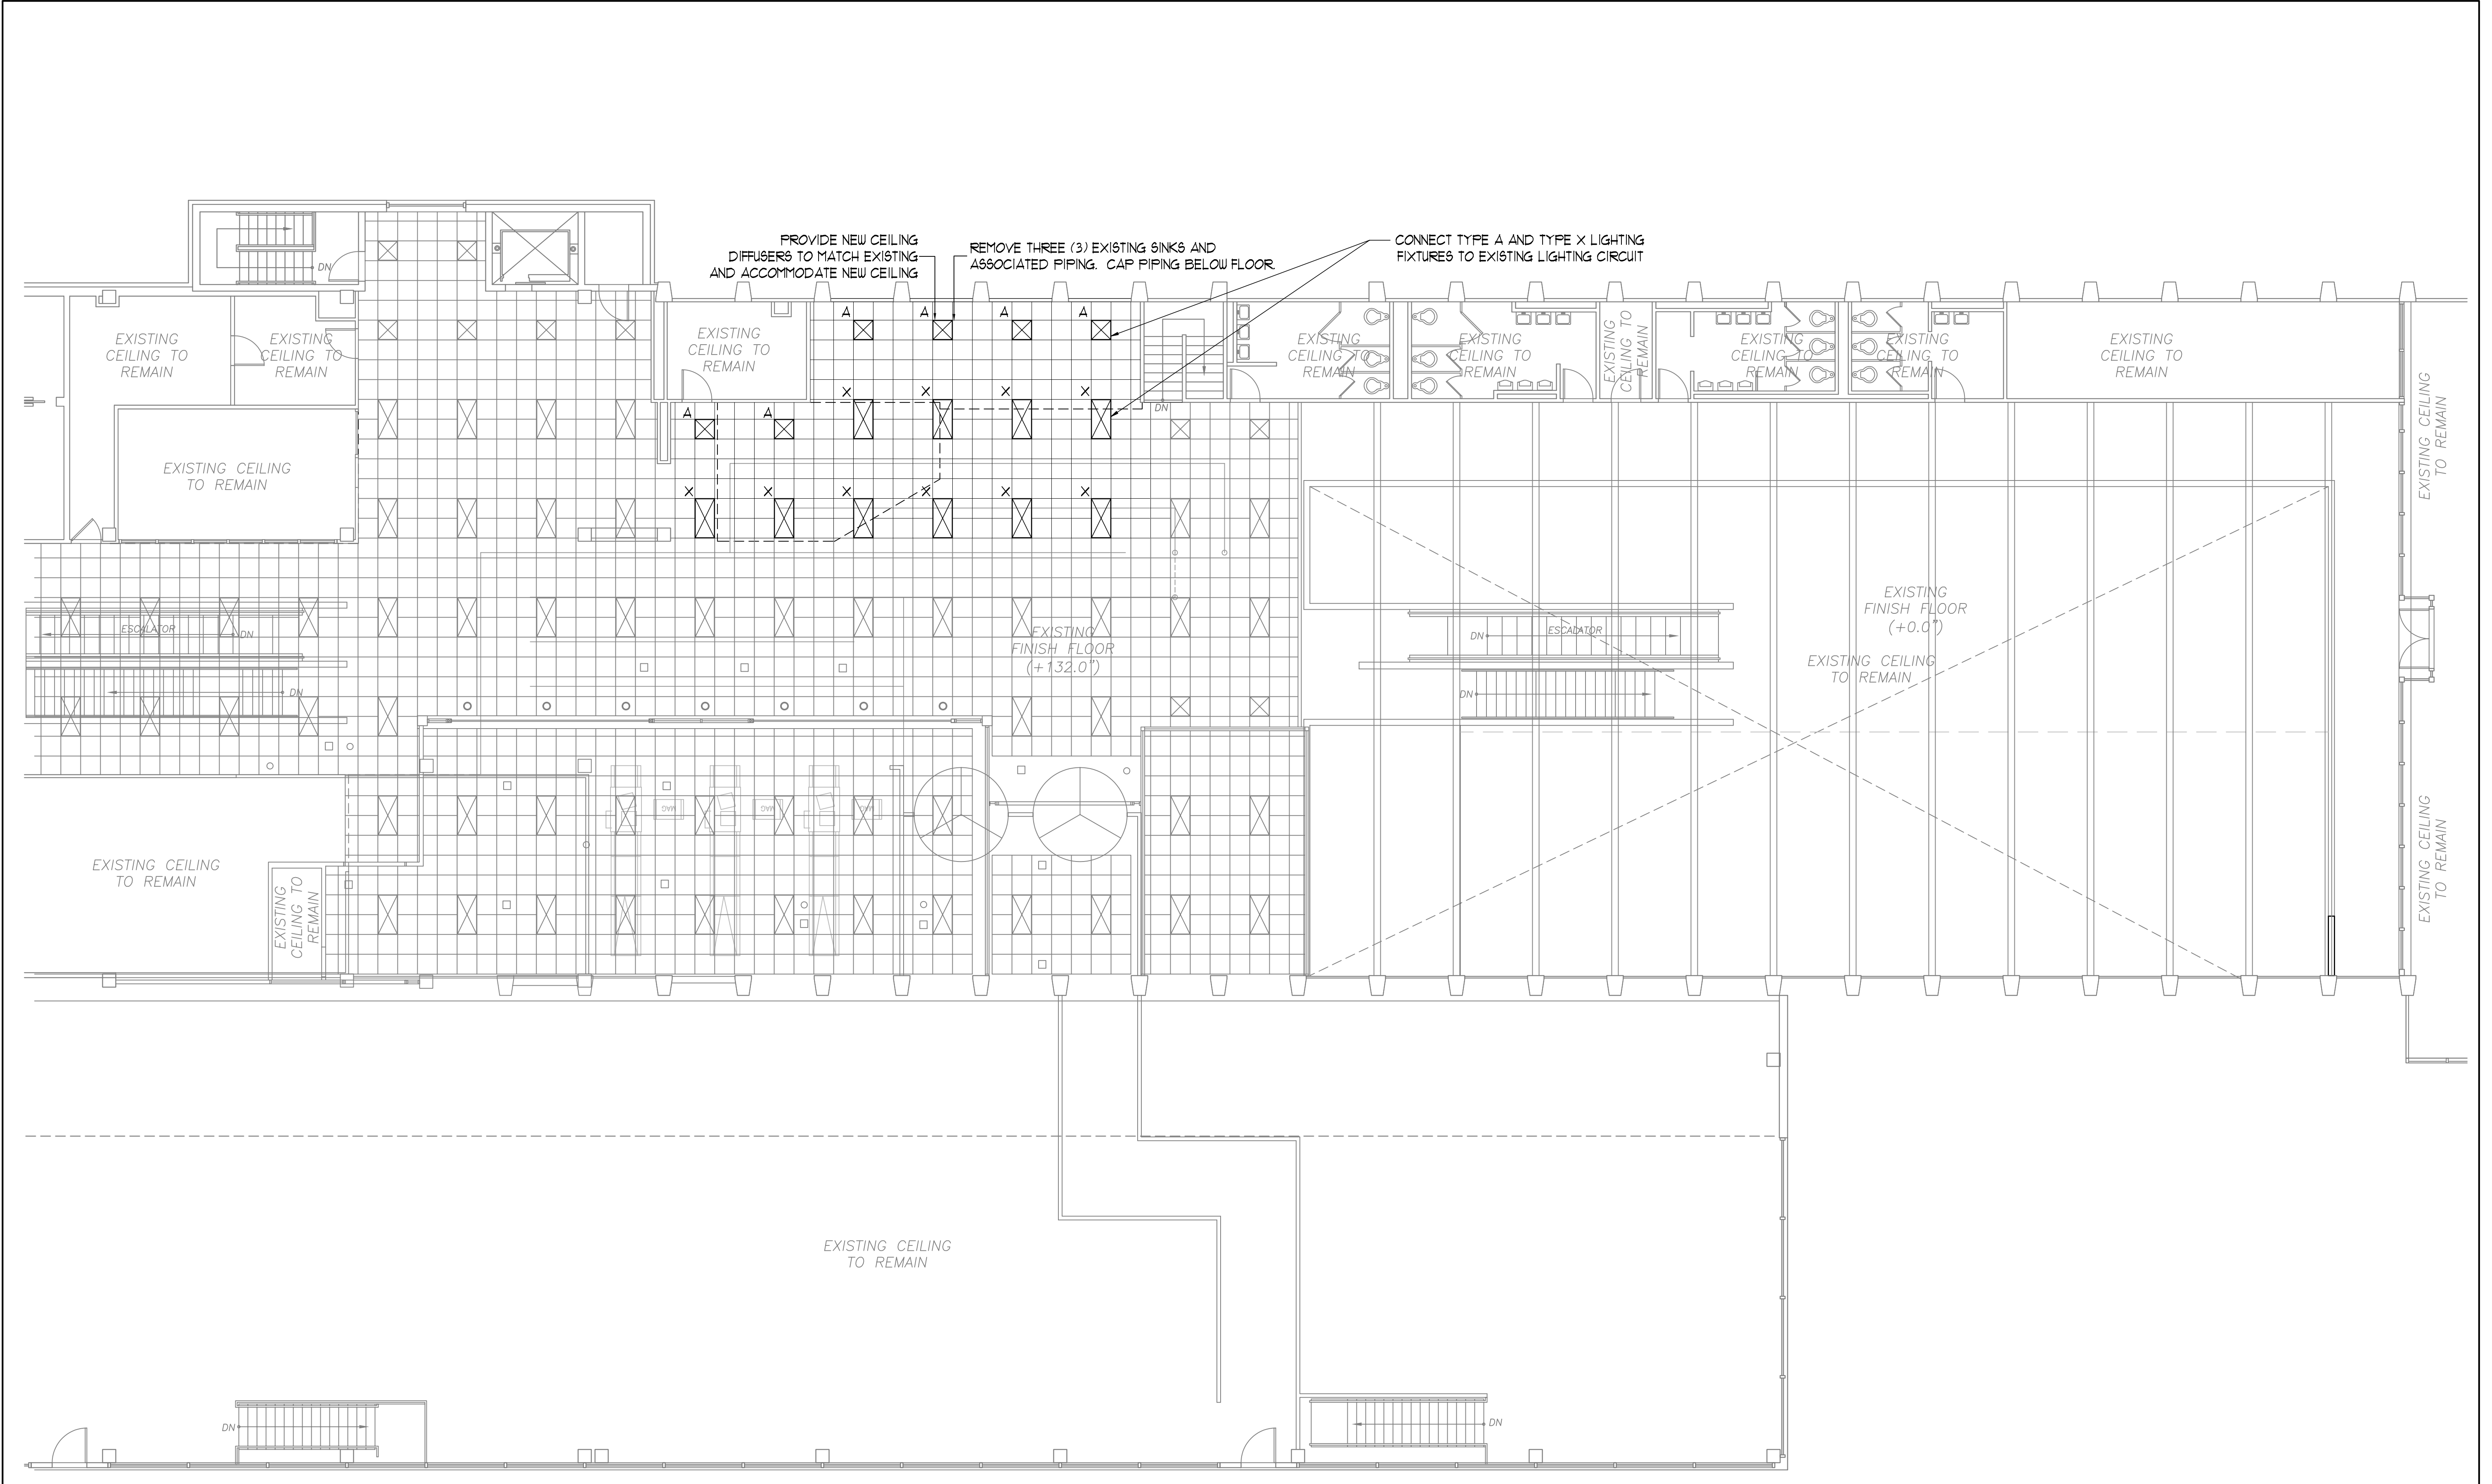 PROVIDE NEW CEILING
DIFFUSERS TO MATCH EXISTING
AND ACCOMMODATE NEW CEILING
REMOVE THREE (3) EXISTING SINKS AND
ASSOCIATED PIPING. CAP PIPING BELOW FLOOR.
CONNECT TYPE A AND TYPE X LIGHTING
FIXTURES TO EXISTING LIGHTING CIRCUIT
DN
A
A
A
A
EXISTING
CEILING TO
REMAIN
EXISTING
CEILING TO
REMAIN
EXISTING
CEILING TO
REMAIN
EXISTING
CEILING TO
REMAIN
EXISTING
CEILING TO
REMAIN
EXISTING
CEILING TO
REMAIN
EXISTING
CEILING TO
REMAIN
EXISTING
CEILING TO
REMAIN
EXISTING
CEILING TO
REMAIN
X
X
X
X
DN
A
A
EXISTING CEILING
TO REMAIN
EXISTING CEILING
TO REMAIN
X
X
X
X
X
X
ESCALATOR
DN
DN
EXISTING
FINISH FLOOR
(+132.0")
DN
ESCALATOR
DN
EXISTING
FINISH FLOOR
(+0.0")
EXISTING CEILING
TO REMAIN
MAG
MAG
MAG
EXISTING CEILING
TO REMAIN
EXISTING
CEILING TO
REMAIN
EXISTING CEILING
TO REMAIN
EXISTING CEILING
TO REMAIN
DN
DN